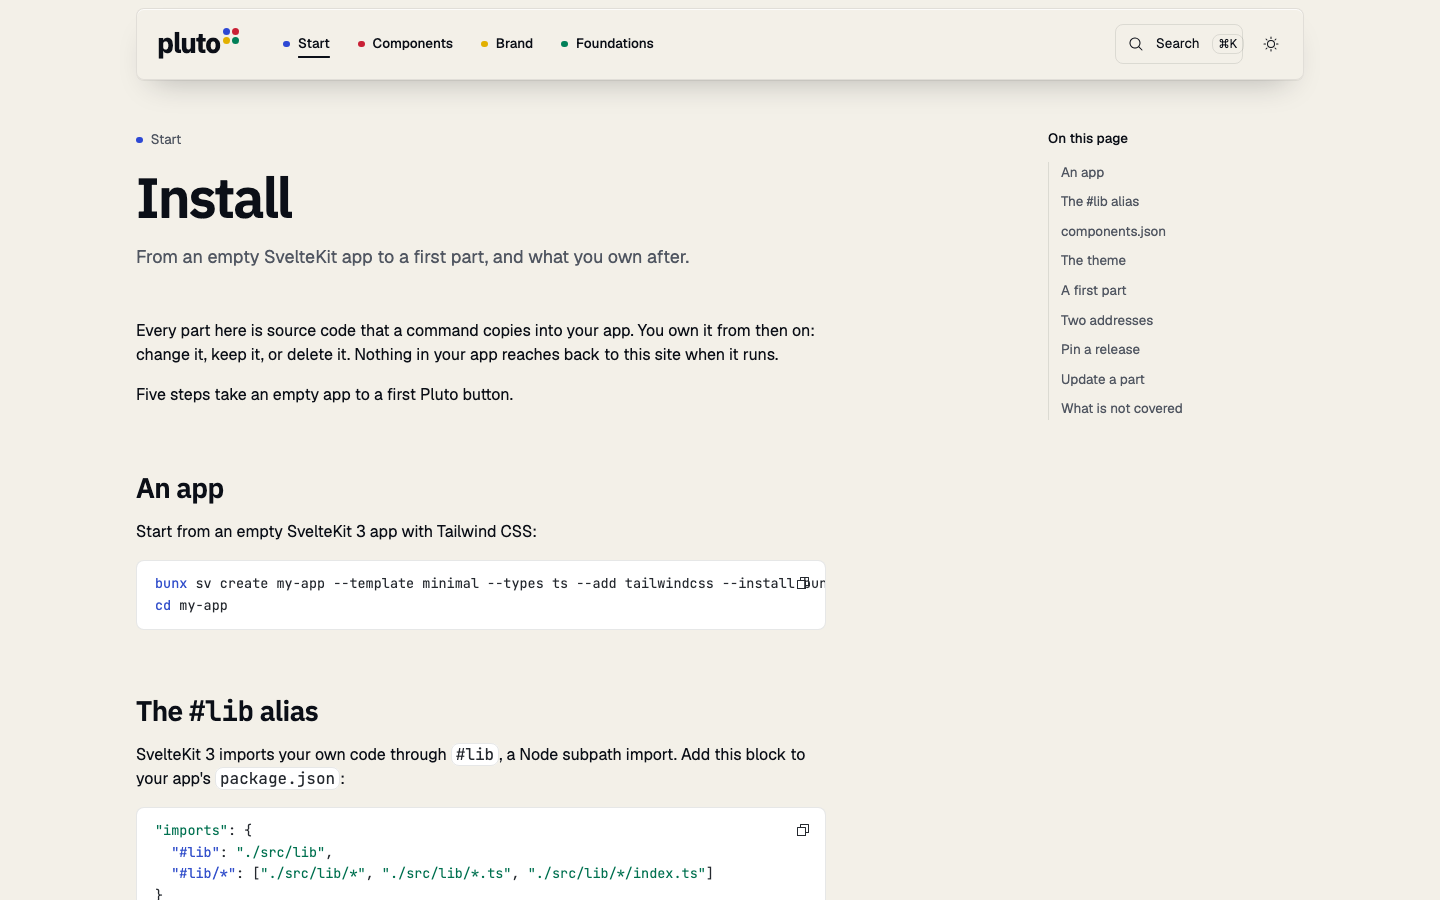 pluto
Start
Components
Brand
Foundations
Search
⌘K
Start
Install
From an empty SvelteKit app to a first part, and what you own after.
Every part here is source code that a command copies into your app. You own it from then on:
change it, keep it, or delete it. Nothing in your app reaches back to this site when it runs.
Five steps take an empty app to a first Pluto button.
An app
Start from an empty SvelteKit 3 app with Tailwind CSS:
bunx sv create my-app --template minimal --types ts --add tailwindcss --install
cd my-app
The #lib alias
SvelteKit 3 imports your own code through #lib, a Node subpath import. Add this block to
your app's package.json:
"imports": {
"#lib": "./src/lib",
"#lib/*": ["./src/lib/*", "./src/lib/*.ts", "./src/lib/*/index.ts"]
}
On this page
An app
The #lib alias
components.json
The theme
A first part
Two addresses
Pin a release
Update a part
What is not covered